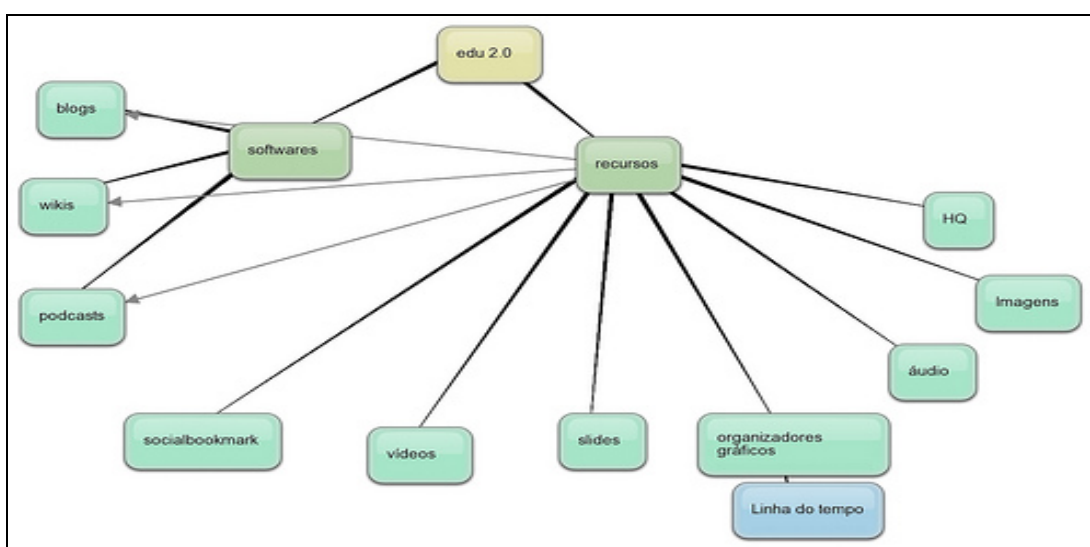 edu 2.0
blogs
softwares
recursos
wikis
HQ
Imagens
podcasts
áudio
socialbookmark
vídeos
slides
organizadores
gráficos
Linha do tempo